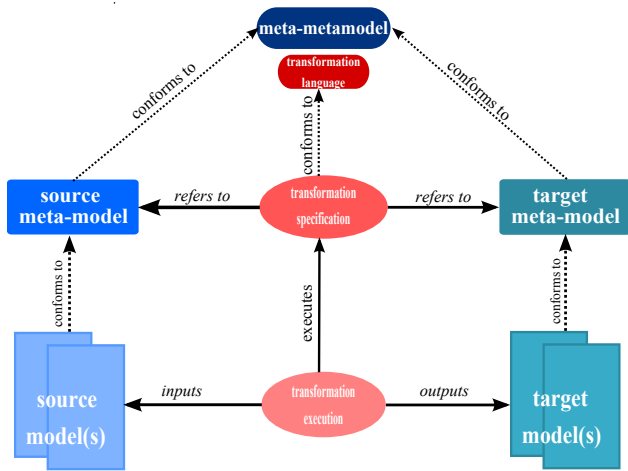 meta-metamodel
transformation
language
conforms to
conforms to
conforms to
source
meta-model
refers to
transformation
specification
refers to
target
meta-model
conforms to
executes
conforms to
source
model(s)
inputs
transformation
execution
outputs
target
model(s)